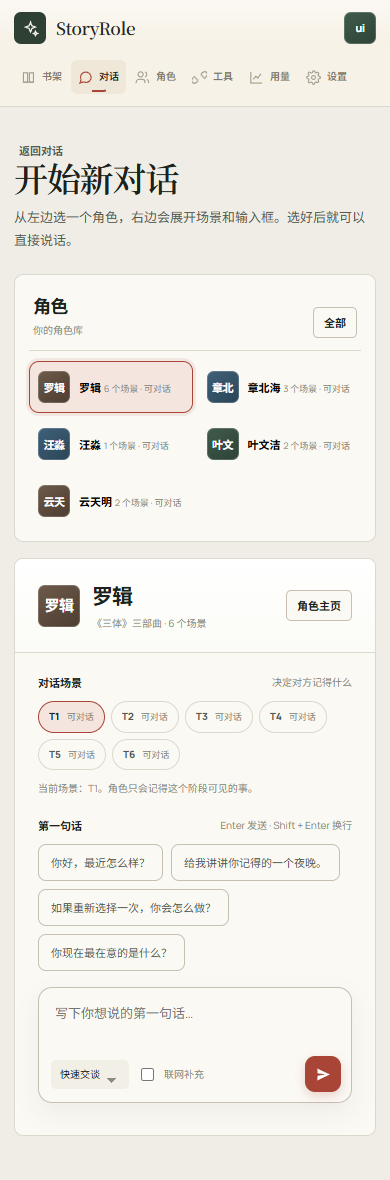 StoryRole
ui
书架 对话 角色 工具 用量 设置
返回对话
开始新对话
从左边选一个角色，右边会展开场景和输入框。选好后就可以
直接说话。
角色
你的角色库
全部
罗辑 罗辑 6 个场景 · 可对话
章北 章北海 3 个场景 · 可对话
汪淼 汪淼 1 个场景 · 可对话
叶文 叶文洁 2 个场景 · 可对话
云天 云天明 2 个场景 · 可对话
罗辑
罗辑
《三体》三部曲 · 6 个场景
角色主页
对话场景 决定对方记得什么
T1 可对话 T2 可对话 T3 可对话 T4 可对话
T5 可对话 T6 可对话
当前场景：T1。角色只会记得这个阶段可见的事。
第一句话 Enter 发送 · Shift + Enter 换行
你好，最近怎么样？ 给我讲讲你记得的一个夜晚。
如果重新选择一次，你会怎么做？
你现在最在意的是什么？
写下你想说的第一句话...
快速交谈 联网补充